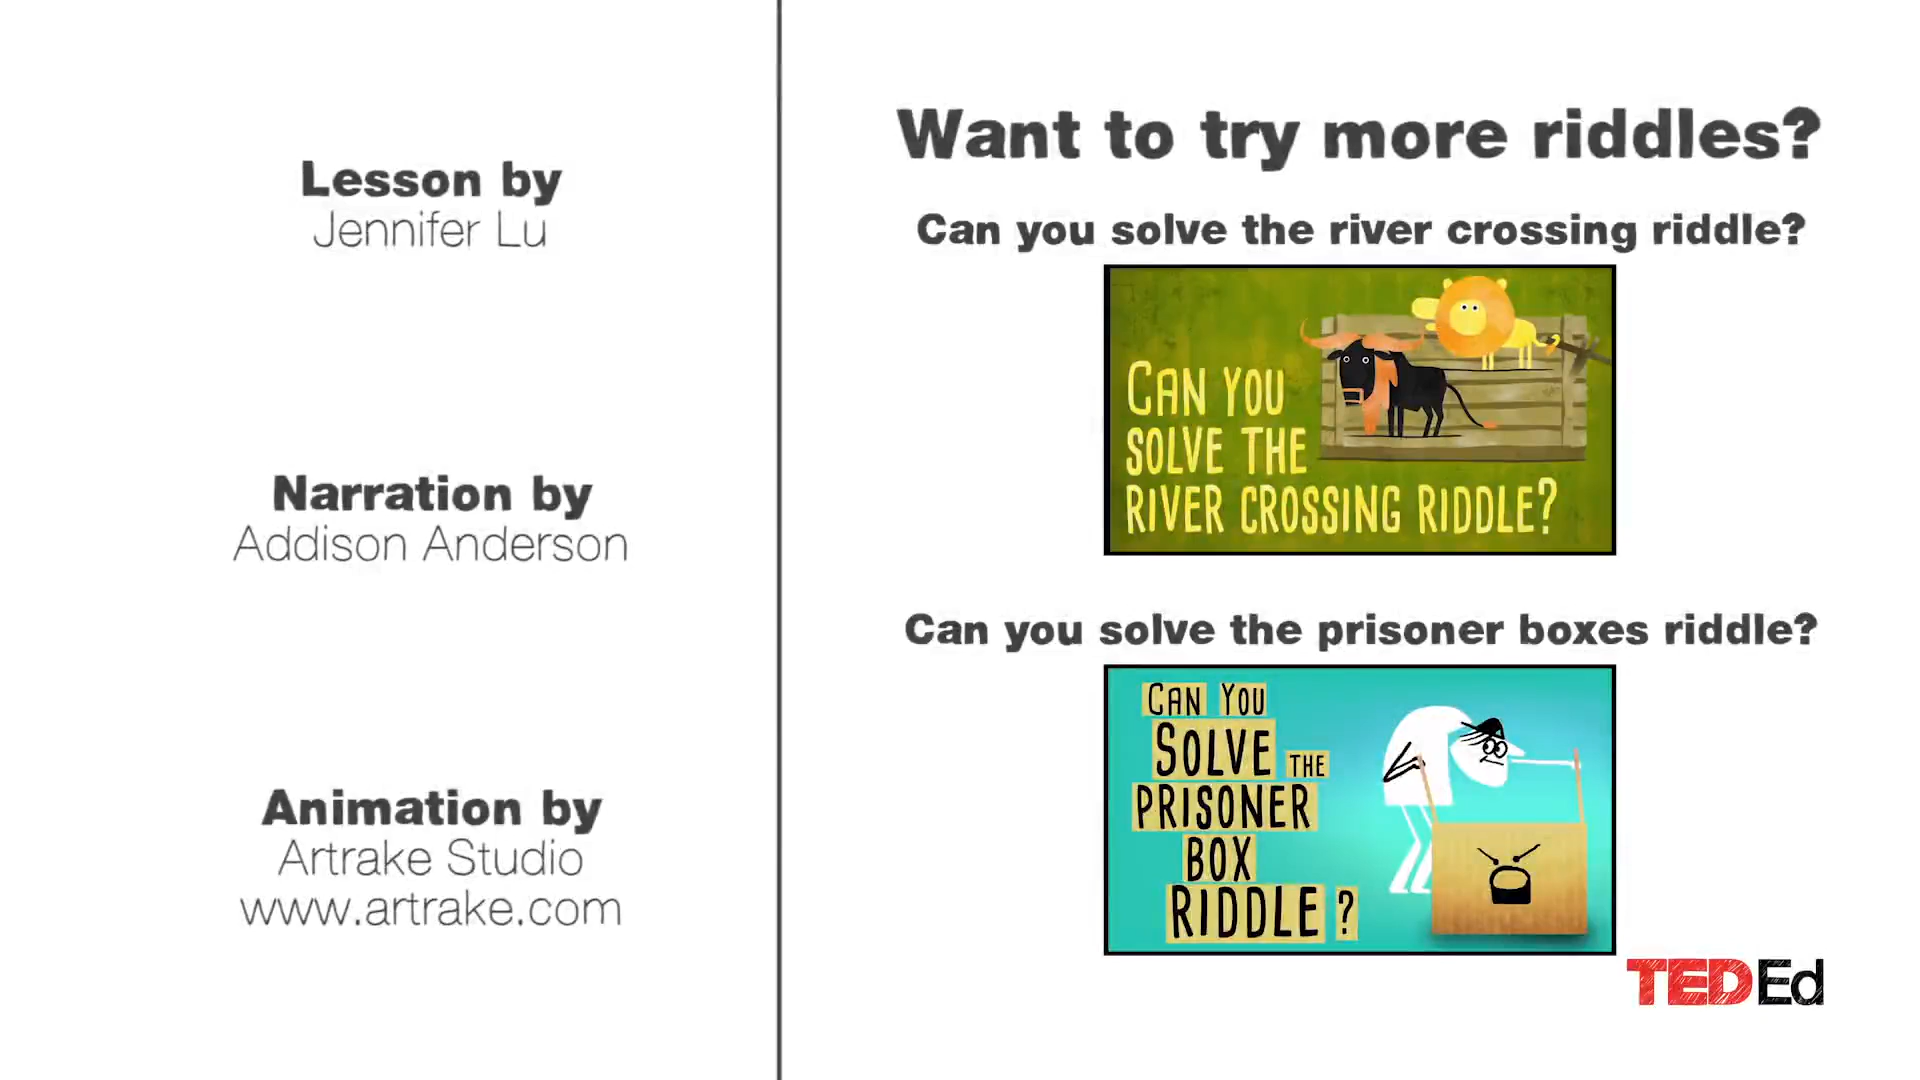 Lesson by
Jennifer Lu
Narration by
Addison Anderson
Animation by
Artrake Studio
www.artrake.com
Want to try more riddles?
Can you solve the river crossing riddle?
CAN YOU
SOLVE THE
RIVER CROSSING RIDDLE?
Can you solve the prisoner boxes riddle?
CAN YOU
SOLVE THE
PRISONER
BOX
RIDDLE ?
TEDEd